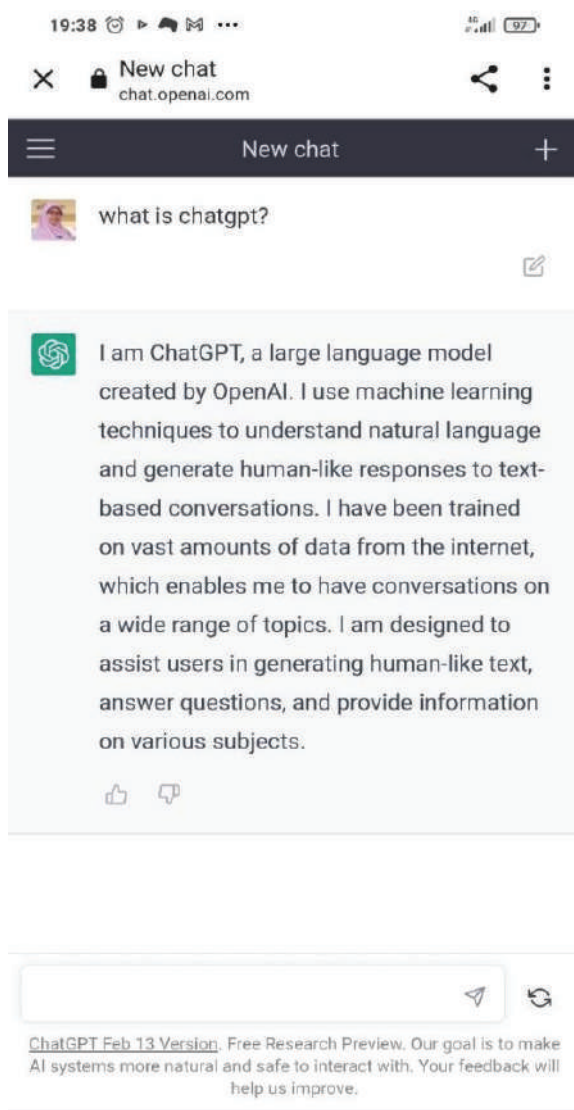 19:38
4G
97
New chat
chat.openai.com
New chat
what is chatgpt?
I am ChatGPT, a large language model
created by OpenAI. I use machine learning
techniques to understand natural language
and generate human-like responses to text-
based conversations. I have been trained
on vast amounts of data from the internet,
which enables me to have conversations on
a wide range of topics. I am designed to
assist users in generating human-like text,
answer questions, and provide information
on various subjects.
ChatGPT Feb 13 Version. Free Research Preview. Our goal is to make
AI systems more natural and safe to interact with. Your feedback will
help us improve.